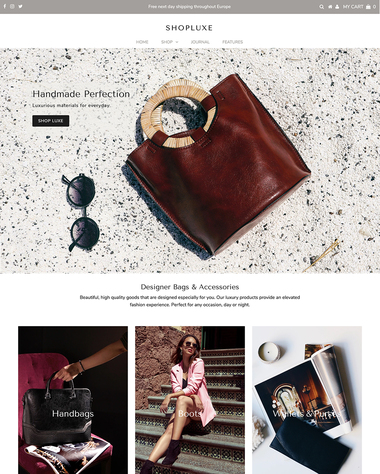 Free next day shipping throughout Europe
MY CART 0
SHOPLUXE
HOME SHOP JOURNAL FEATURES
Handmade Perfection
Luxurious materials for everyday.
SHOP LUXE
Designer Bags & Accessories
Beautiful, high quality goods that are designed especially for you. Our luxury products provide an elevated
fashion experience. Perfect for any occasion, day or night.
Handbags
Boots
Wallets & Purses